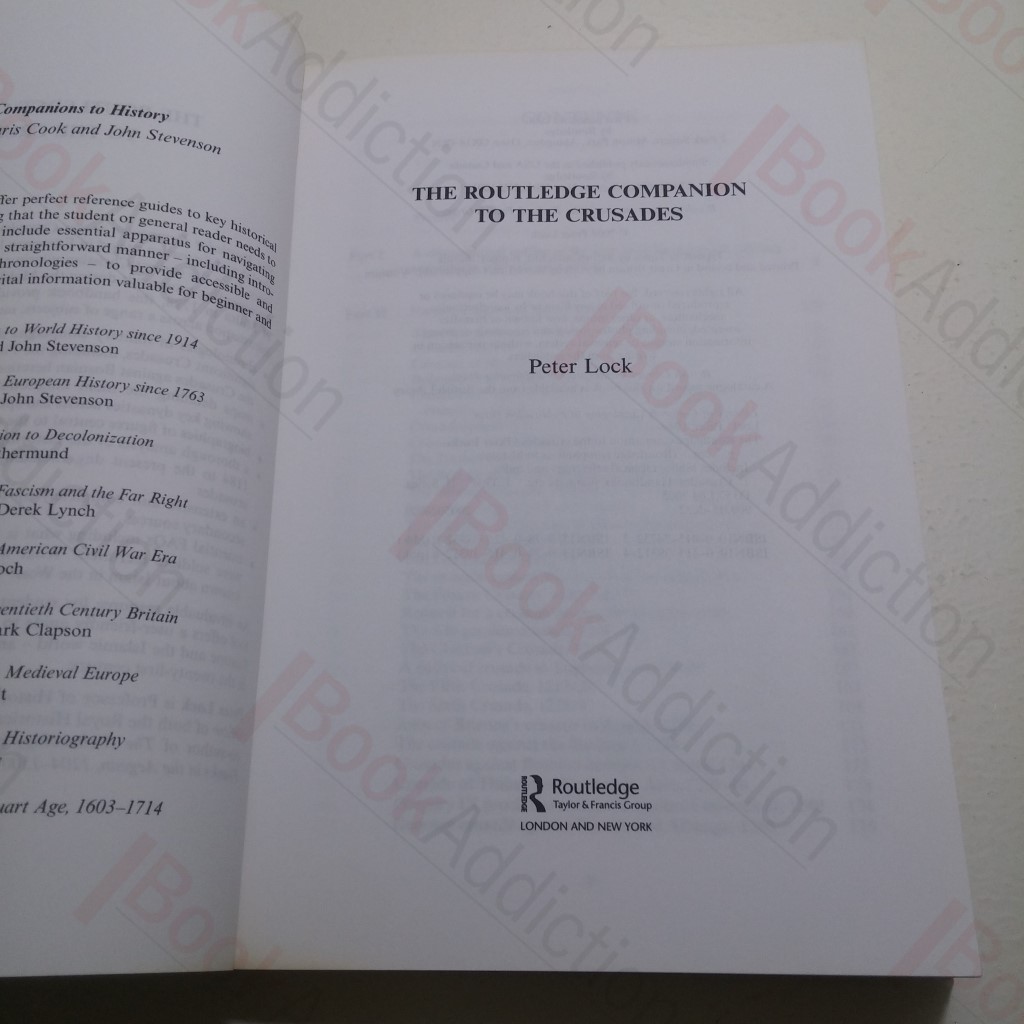 Companions to History
ris Cook and John Stevenson
fer perfect reference guides to key historical
g that the student or general reader needs to
include essential apparatus for navigating
straightforward manner – including intro-
hronologies – to provide accessible and
ital information valuable for beginner and
to World History since 1914
d John Stevenson
European History since 1763
John Stevenson
ion to Decolonization
thermund
Fascism and the Far Right
Derek Lynch
American Civil War Era
och
entieth Century Britain
ark Clapson
Medieval Europe
t
Historiography
uart Age, 1603–1714
THE ROUTLEDGE COMPANION
TO THE CRUSADES
Peter Lock
ROUTLEDGE
Routledge
Taylor & Francis Group
LONDON AND NEW YORK
BookAddiction